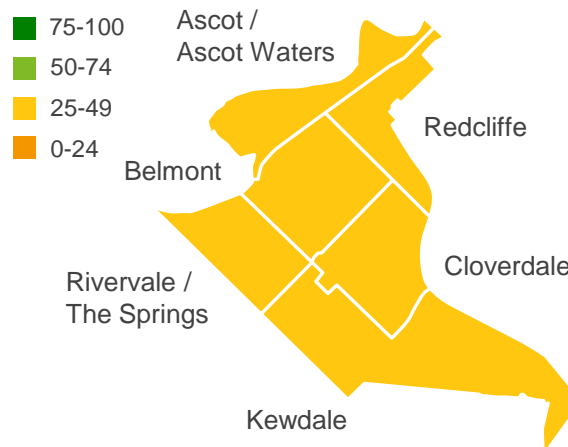 75-100
50-74
25-49
0-24
Ascot /
Ascot Waters
Redcliffe
Belmont
Cloverdale
Rivervale /
The Springs
Kewdale